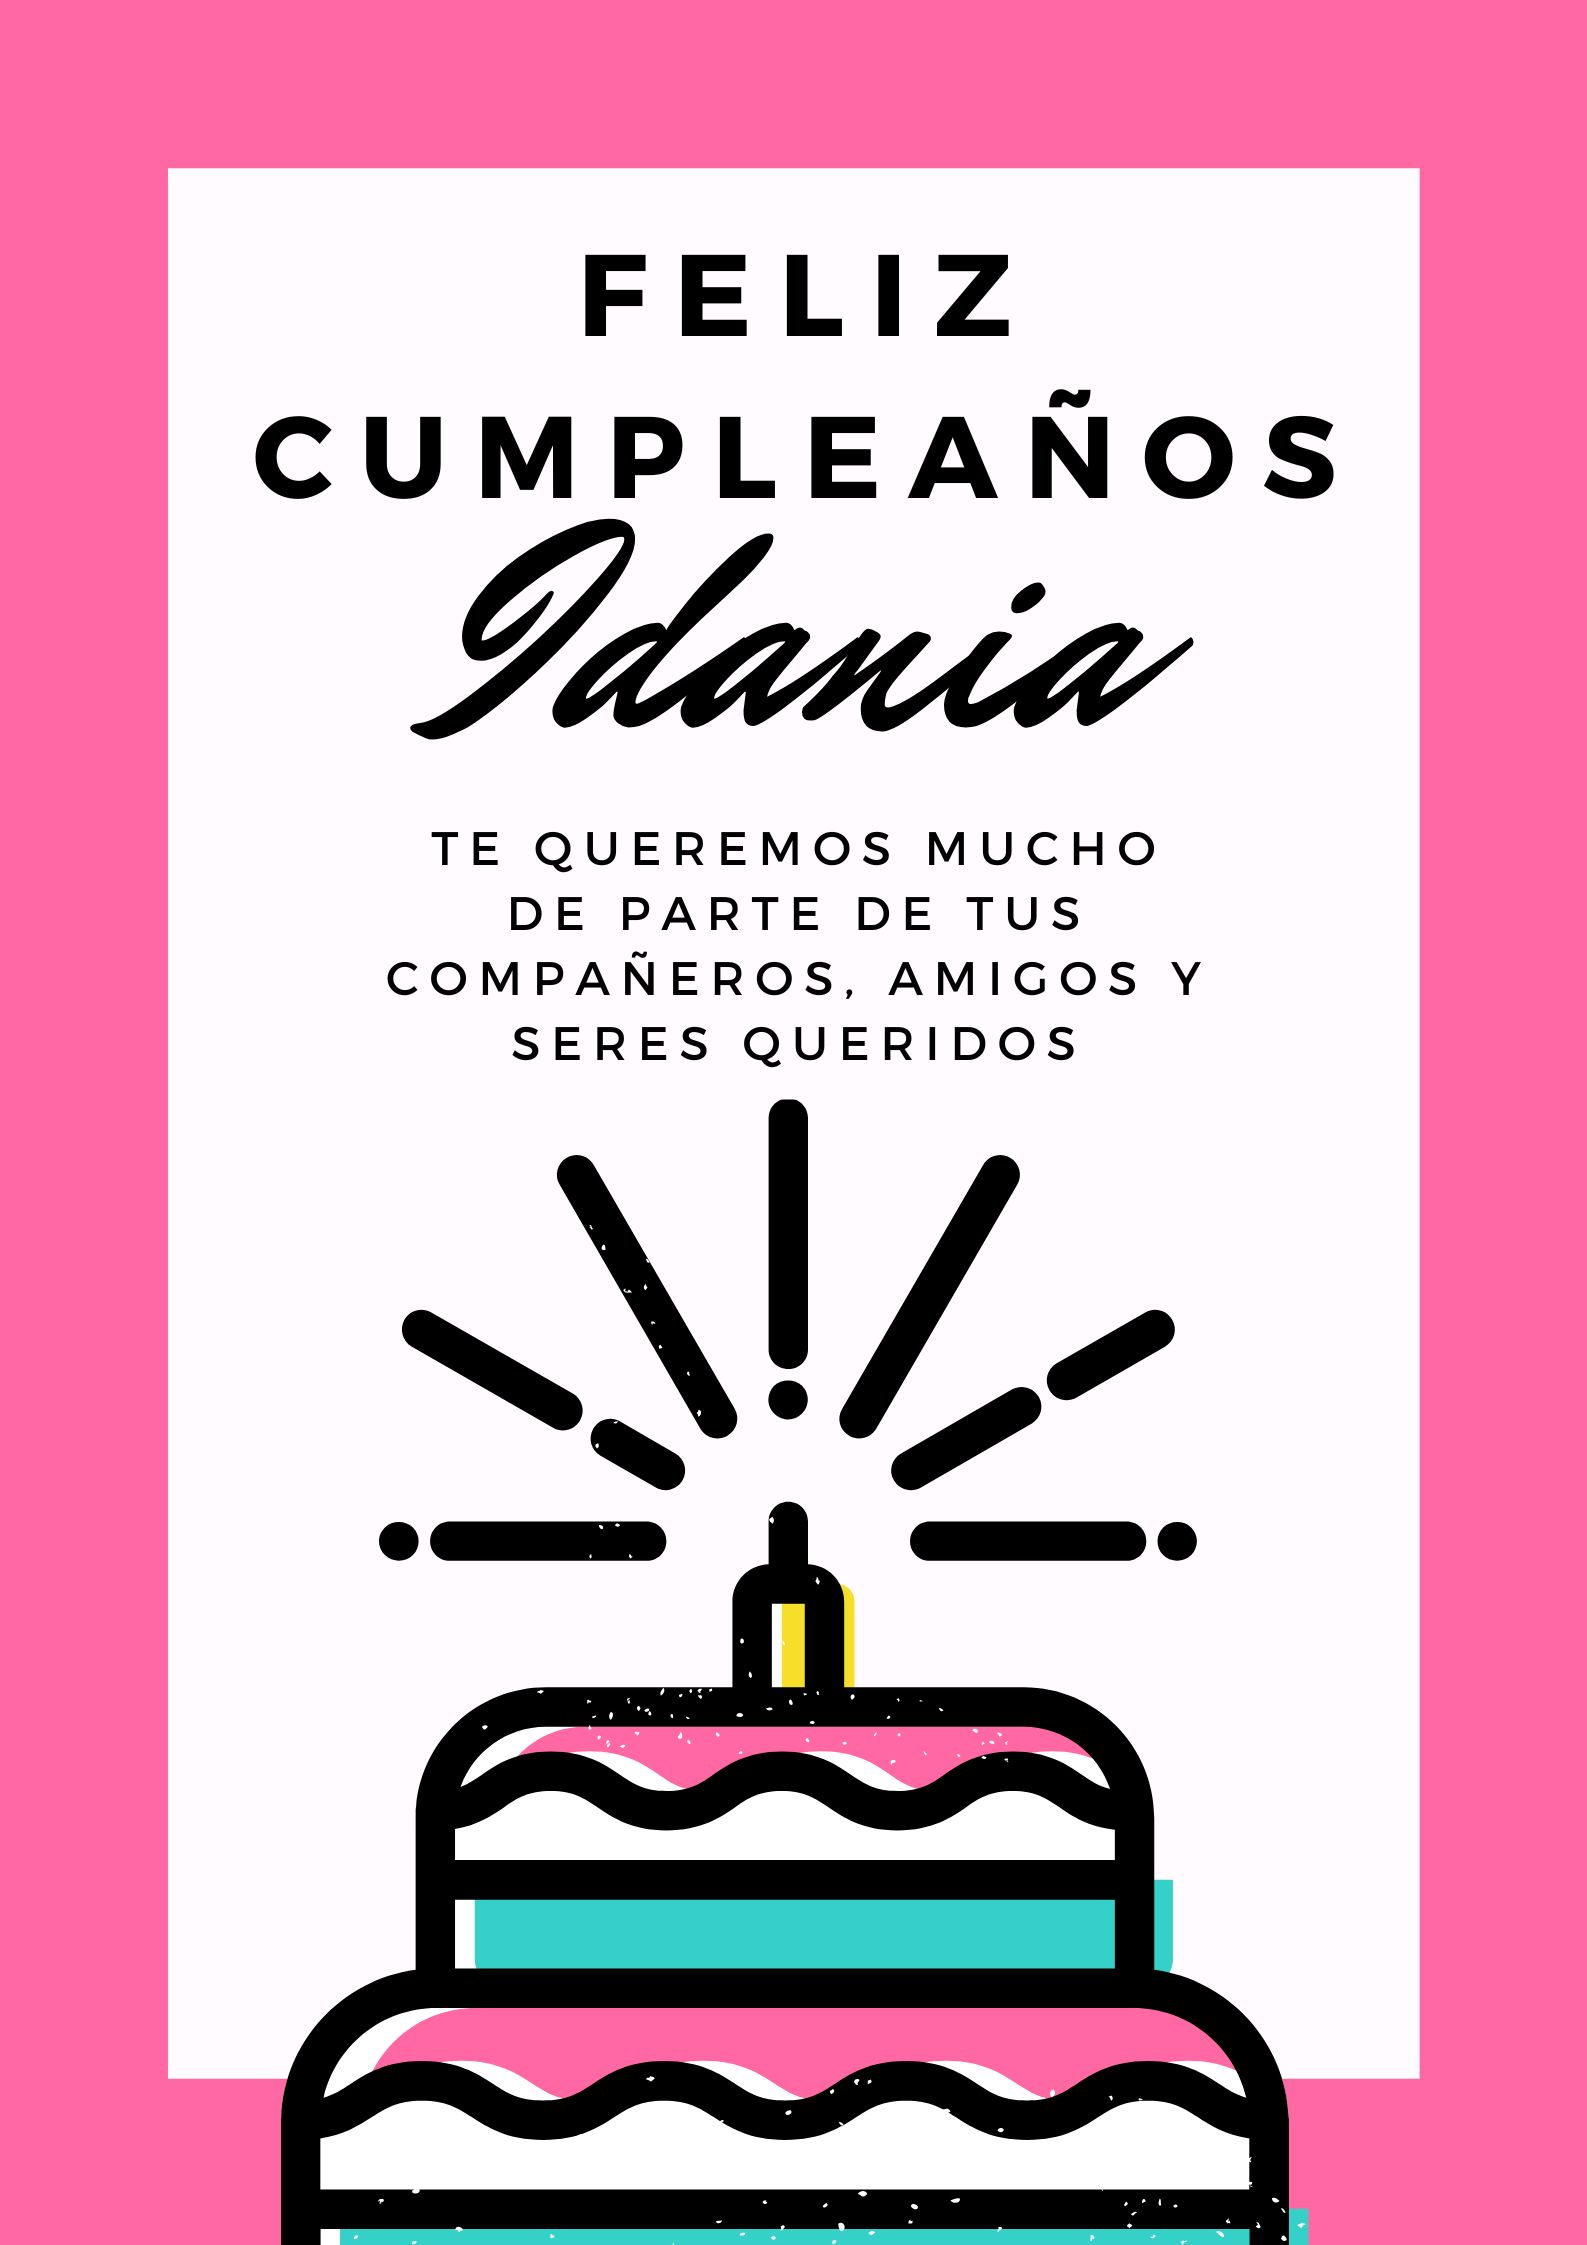 FELIZ
CUMPLEAÑOS
Idania
TE QUEREMOS MUCHO
DE PARTE DE TUS
COMPAÑEROS, AMIGOS Y
SERES QUERIDOS